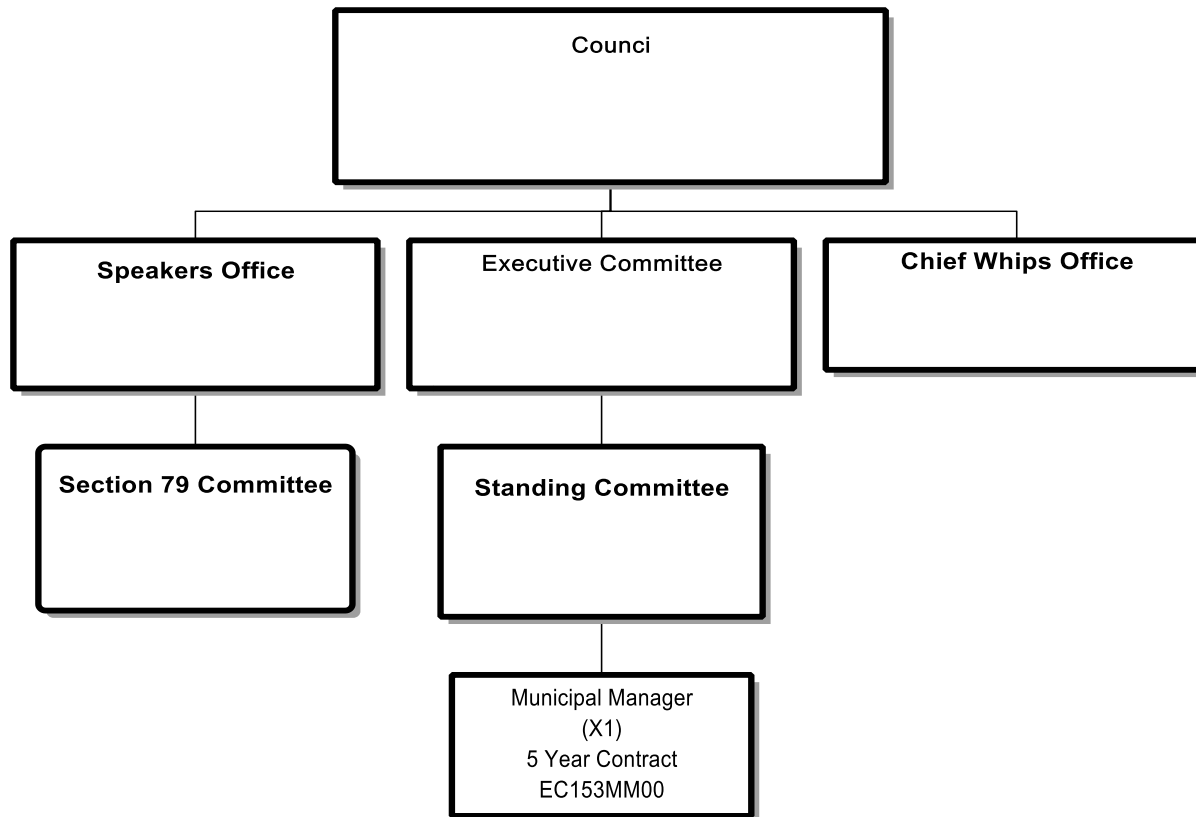 Counci
Speakers Office
Executive Committee
Chief Whips Office
Section 79 Committee
Standing Committee
Municipal Manager
(X1)
5 Year Contract
EC153MM00